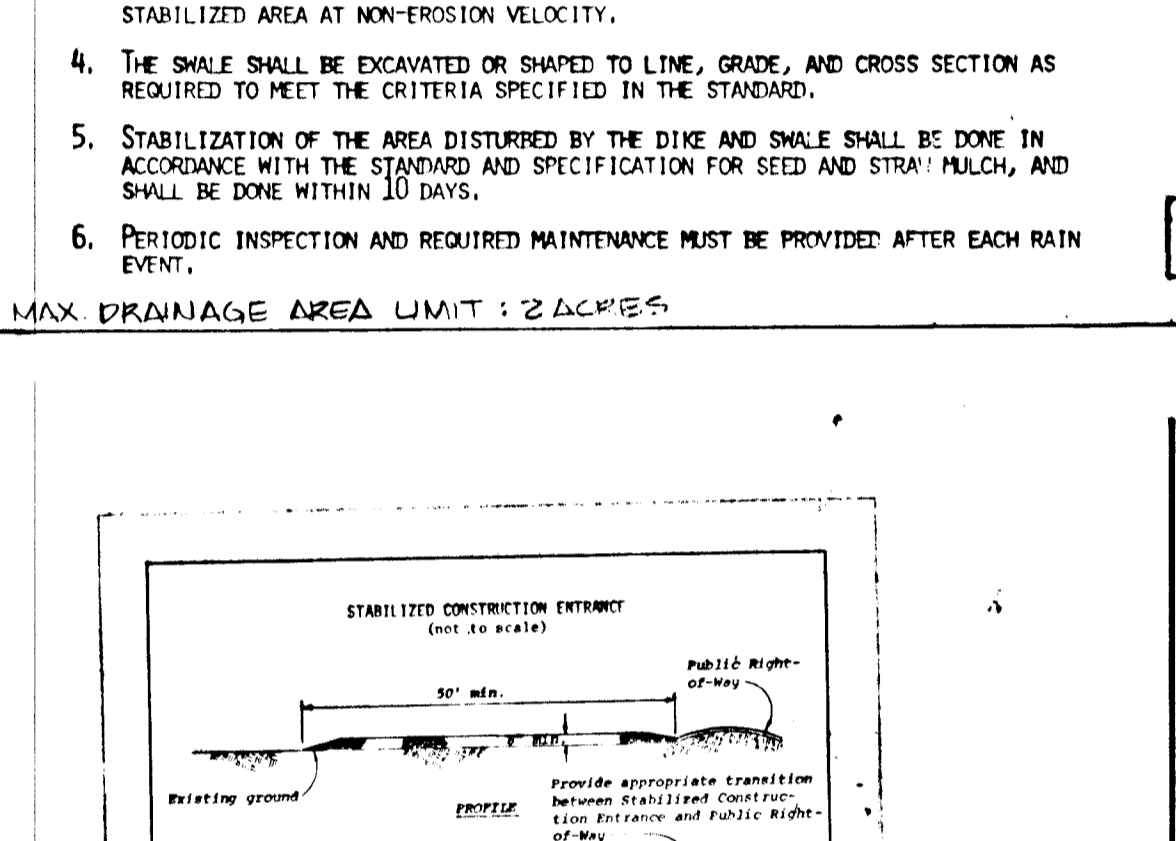 STABILIZED AREA AT NON-EROSION VELOCITY.
4. THE SWALE SHALL BE EXCAVATED OR SHAPED TO LINE, GRADE, AND CROSS SECTION AS
REQUIRED TO MEET THE CRITERIA SPECIFIED IN THE STANDARD.
5. STABILIZATION OF THE AREA DISTURBED BY THE DIKE AND SWALE SHALL BE DONE IN
ACCORDANCE WITH THE STANDARD AND SPECIFICATION FOR SEED AND STRAW MULCH, AND
SHALL BE DONE WITHIN 10 DAYS.
6. PERIODIC INSPECTION AND REQUIRED MAINTENANCE MUST BE PROVIDED AFTER EACH RAIN
EVENT.
MAX. DRAINAGE AREA LIMIT : 2 ACRES
STABILIZED CONSTRUCTION ENTRANCE
(not to scale)
Public Right-
of-Way
50' min.
min.
Existing ground
PROFILE
Provide appropriate transition
between Stabilized Construc-
tion Entrance and Public Right-
of-Way